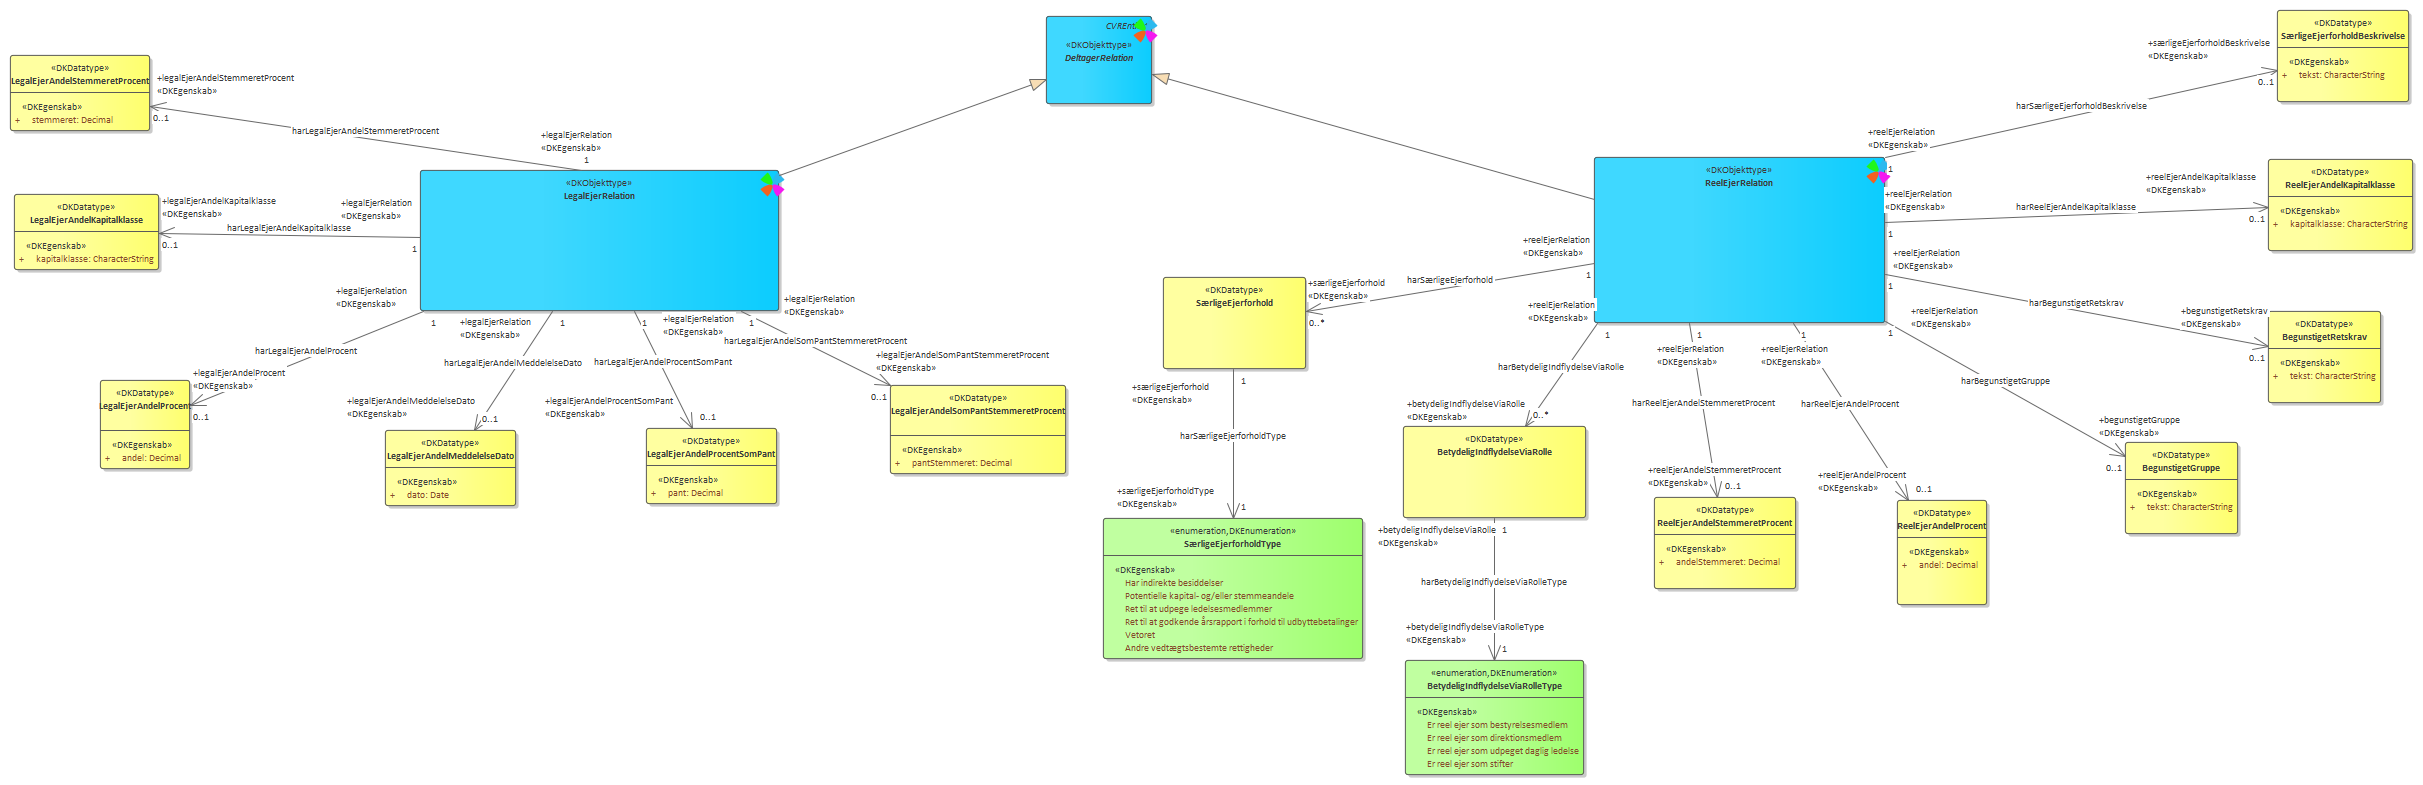 CVREnt
«DKObjekttype»
DeltagerRelation
«DKDatatype»
LegalEjerAndelStemmeretProcent
«DKEgenskab»
+ stemmeret: Decimal
+legalEjerAndelStemmeretProcent
«DKEgenskab»
0..1
harLegalEjerAndelStemmeretProcent
+legalEjerRelation
«DKEgenskab»
1
«DKObjekttype»
LegalEjerRelation
«DKDatatype»
LegalEjerAndelKapitalklasse
«DKEgenskab»
+ kapitalklasse: CharacterString
+legalEjerAndelKapitalklasse
«DKEgenskab»
0..1
harLegalEjerAndelKapitalklasse
+legalEjerRelation
«DKEgenskab»
1
+legalEjerRelation
«DKEgenskab»
1
harLegalEjerAndelProcent
+legalEjerAndelProcent
«DKEgenskab»
0..1
«DKDatatype»
LegalEjerAndelProcent
«DKEgenskab»
+ andel: Decimal
+legalEjerRelation
«DKEgenskab»
1
harLegalEjerAndelMeddelelseDato
+legalEjerAndelMeddelelseDato
«DKEgenskab»
0..1
«DKDatatype»
LegalEjerAndelMeddelelseDato
«DKEgenskab»
+ dato: Date
+legalEjerRelation
«DKEgenskab»
1
harLegalEjerAndelProcentSomPant
+legalEjerAndelProcentSomPant
«DKEgenskab»
0..1
«DKDatatype»
LegalEjerAndelProcentSomPant
«DKEgenskab»
+ pant: Decimal
+legalEjerRelation
«DKEgenskab»
1
harLegalEjerAndelSomPantStemmeretProcent
+legalEjerAndelSomPantStemmeretProcent
«DKEgenskab»
0..1
«DKDatatype»
LegalEjerAndelSomPantStemmeretProcent
«DKEgenskab»
+ pantStemmeret: Decimal
«DKObjekttype»
ReelEjerRelation
«DKDatatype»
SærligeEjerforholdBeskrivelse
«DKEgenskab»
+ tekst: CharacterString
+særligeEjerforholdBeskrivelse
«DKEgenskab»
0..1
harSærligeEjerforholdBeskrivelse
+reelEjerRelation
«DKEgenskab»
1
«DKDatatype»
ReelEjerAndelKapitalklasse
«DKEgenskab»
+ kapitalklasse: CharacterString
+reelEjerAndelKapitalklasse
«DKEgenskab»
0..1
harReelEjerAndelKapitalklasse
+reelEjerRelation
«DKEgenskab»
1
+reelEjerRelation
«DKEgenskab»
1
harBegunstigetRetskrav
+begunstigetRetskrav
«DKEgenskab»
0..1
«DKDatatype»
BegunstigetRetskrav
«DKEgenskab»
+ tekst: CharacterString
+reelEjerRelation
«DKEgenskab»
1
harBegunstigetGruppe
+begunstigetGruppe
«DKEgenskab»
0..1
«DKDatatype»
BegunstigetGruppe
«DKEgenskab»
+ tekst: CharacterString
+reelEjerRelation
«DKEgenskab»
1
harSærligeEjerforhold
+særligeEjerforhold
«DKEgenskab»
0..*
«DKDatatype»
SærligeEjerforhold
1
+særligeEjerforhold
«DKEgenskab»
harSærligeEjerforholdType
+særligeEjerforholdType
«DKEgenskab»
1
«enumeration,DKEnumeration»
SærligeEjerforholdType
«DKEgenskab»
Har indirekte besiddelser
Potentielle kapital- og/eller stemmeandele
Ret til at udpege ledelsesmedlemmer
Ret til at godkende årsrapport i forhold til udbyttebetalinger
Vetoret
Andre vedtægtsbestemte rettigheder
+reelEjerRelation
«DKEgenskab»
1
harBetydeligIndflydelseViaRolle
+betydeligIndflydelseViaRolle
«DKEgenskab»
0..*
«DKDatatype»
BetydeligIndflydelseViaRolle
+betydeligIndflydelseViaRolle
«DKEgenskab»
1
harBetydeligIndflydelseViaRolleType
+betydeligIndflydelseViaRolleType
«DKEgenskab»
1
«enumeration,DKEnumeration»
BetydeligIndflydelseViaRolleType
«DKEgenskab»
Er reel ejer som bestyrelsesmedlem
Er reel ejer som direktionsmedlem
Er reel ejer som udpeget daglig ledelse
Er reel ejer som stifter
1
+reelEjerRelation
«DKEgenskab»
harReelEjerAndelStemmeretProcent
+reelEjerAndelStemmeretProcent
«DKEgenskab»
0..1
«DKDatatype»
ReelEjerAndelStemmeretProcent
«DKEgenskab»
+ andelStemmeret: Decimal
1
+reelEjerRelation
«DKEgenskab»
harReelEjerAndelProcent
+reelEjerAndelProcent
«DKEgenskab»
0..1
«DKDatatype»
ReelEjerAndelProcent
«DKEgenskab»
+ andel: Decimal